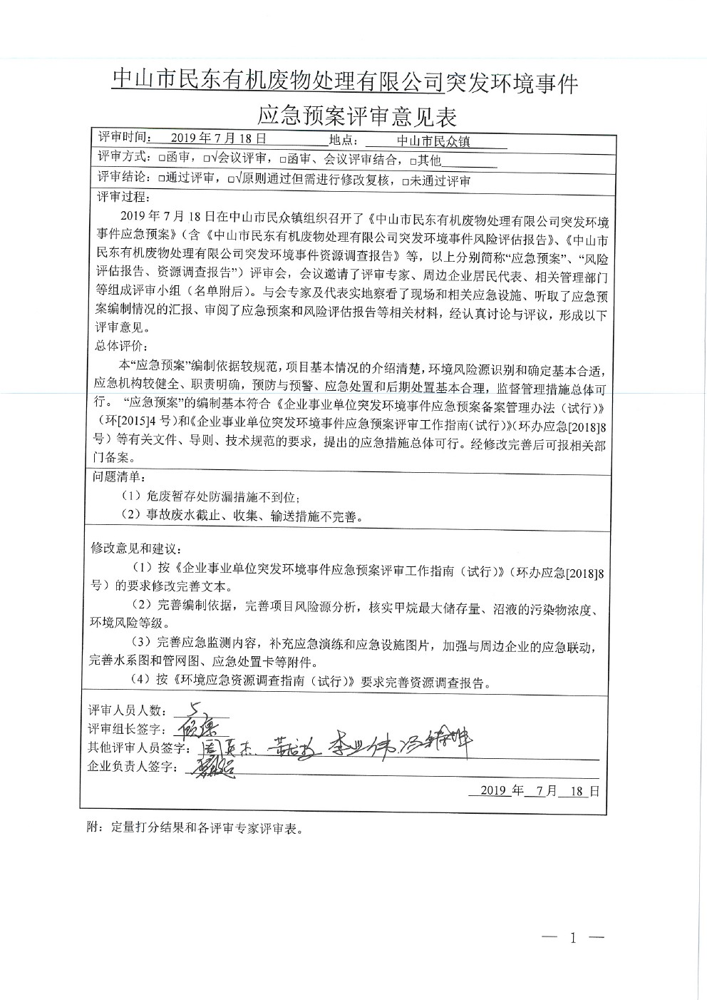 中山市民东有机废物处理有限公司突发环境事件
应急预案评审意见表
评审时间: 2019年7月18日 地点: 中山市民众镇
评审方式: □函审, □√会议评审, □函审、会议评审结合, □其他
评审结论: □通过评审, □√原则通过但需进行修改复核, □未通过评审
评审过程:
2019年7月18日在中山市民众镇组织召开了《中山市民东有机废物处理有限公司突发环境
事件应急预案》(含《中山市民东有机废物处理有限公司突发环境事件风险评估报告》、《中山市
民东有机废物处理有限公司突发环境事件资源调查报告》等, 以上分别简称“应急预案”、“风险
评估报告、资源调查报告”)评审会, 会议邀请了评审专家、周边企业居民代表、相关管理部门
等组成评审小组(名单附后)。与会专家及代表实地察看了现场和相关应急设施、听取了应急预
案编制情况的汇报、审阅了应急预案和风险评估报告等相关材料, 经认真讨论与评议, 形成以下
评审意见。
总体评价:
本“应急预案”编制依据较规范, 项目基本情况的介绍清楚, 环境风险源识别和确定基本合适,
应急机构较健全、职责明确, 预防与预警、应急处置和后期处置基本合理, 监督管理措施总体可
行。 “应急预案”的编制基本符合《企业事业单位突发环境事件应急预案备案管理办法(试行)》
(环[2015]4号)和《企业事业单位突发环境事件应急预案评审工作指南(试行)》(环办应急[2018]8
号)等有关文件、导则、技术规范的要求, 提出的应急措施总体可行。经修改完善后可报相关部
门备案。
问题清单:
(1)危废暂存处防漏措施不到位;
(2)事故废水截止、收集、输送措施不完善。
修改意见和建议:
(1)按《企业事业单位突发环境事件应急预案评审工作指南(试行)》(环办应急[2018]8
号)的要求修改完善文本。
(2)完善编制依据, 完善项目风险源分析, 核实甲烷最大储存量、沼液的污染物浓度、
环境风险等级。
(3)完善应急监测内容, 补充应急演练和应急设施图片, 加强与周边企业的应急联动,
完善水系图和管网图、应急处置卡等附件。
(4)按《环境应急资源调查指南(试行)》要求完善资源调查报告。
评审人员人数: 5
评审组长签字:
其他评审人员签字: 周英杰 李业伟
企业负责人签字:
2019年 7月 18日
附: 定量打分结果和各评审专家评审表。
— 1 —